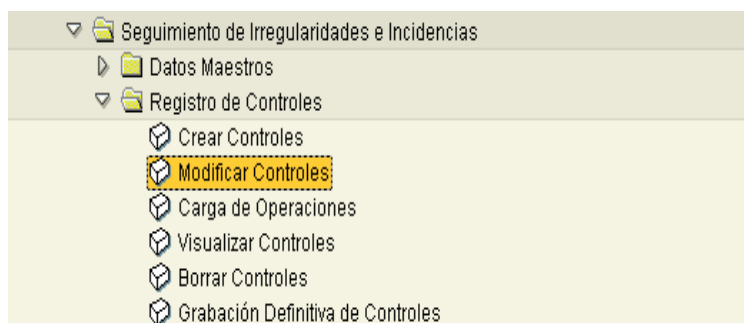 Seguimiento de Irregularidades e Incidencias
Datos Maestros
Registro de Controles
Crear Controles
Modificar Controles
Carga de Operaciones
Visualizar Controles
Borrar Controles
Grabación Definitiva de Controles